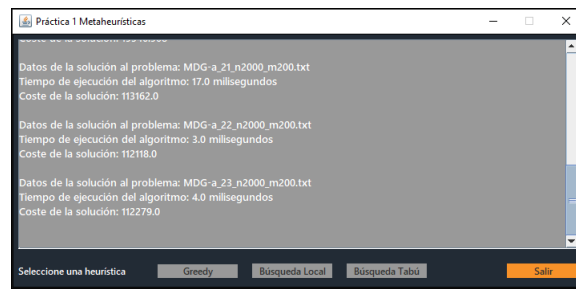 Práctica 1 Metaheurísticas
Datos de la solución al problema: MDG-a_21_n2000_m200.txt
Tiempo de ejecución del algoritmo: 17.0 milisegundos
Coste de la solución: 113162.0
Datos de la solución al problema: MDG-a_22_n2000_m200.txt
Tiempo de ejecución del algoritmo: 3.0 milisegundos
Coste de la solución: 112118.0
Datos de la solución al problema: MDG-a_23_n2000_m200.txt
Tiempo de ejecución del algoritmo: 4.0 milisegundos
Coste de la solución: 112279.0
Seleccione una heurística Greedy Búsqueda Local Búsqueda Tabú Salir